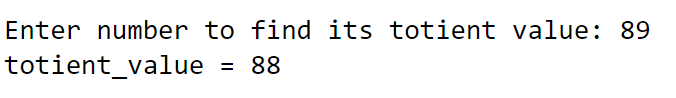 Enter number to find its totient value: 89
totient_value = 88